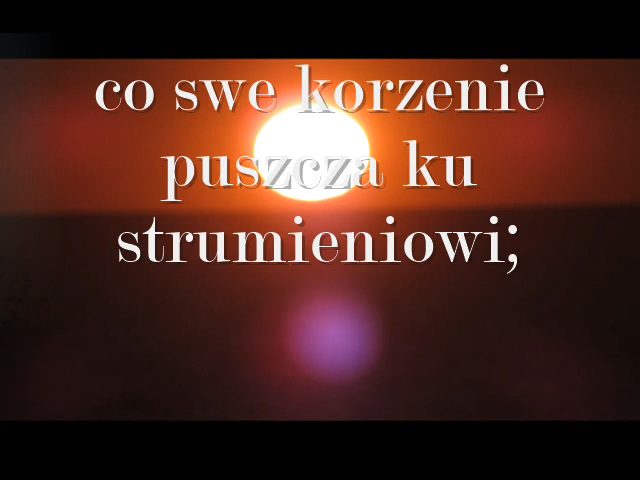 co swe korzenie
puszcza ku
strumieniowi;